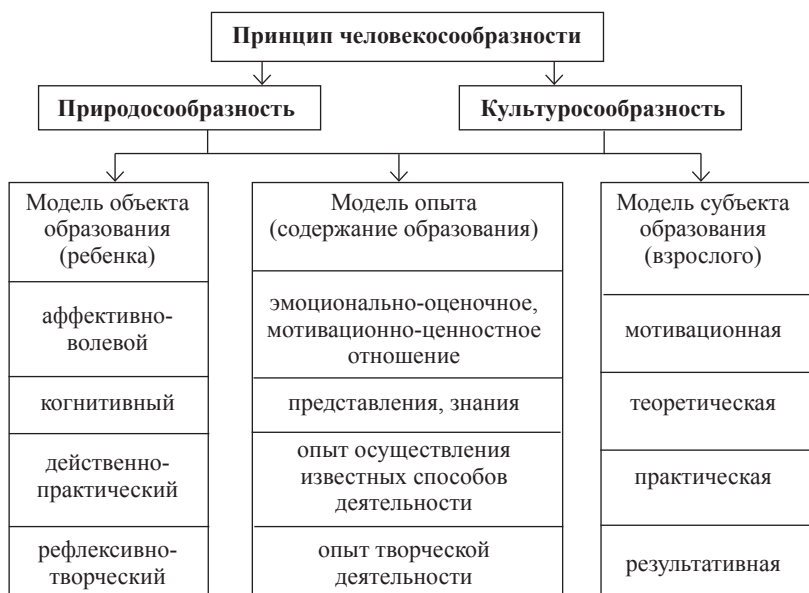 Принцип человекосообразности
Природосообразность
Культуросообразность
Модель объекта
образования
(ребенка)
аффективно-
волевой
когнитивный
действенно-
практический
рефлексивно-
творческий
Модель опыта
(содержание образования)
эмоционально-оценочное,
мотивационно-ценностное
отношение
представления, знания
опыт осуществления
известных способов
деятельности
опыт творческой
деятельности
Модель субъекта
образования
(взрослого)
мотивационная
теоретическая
практическая
результативная